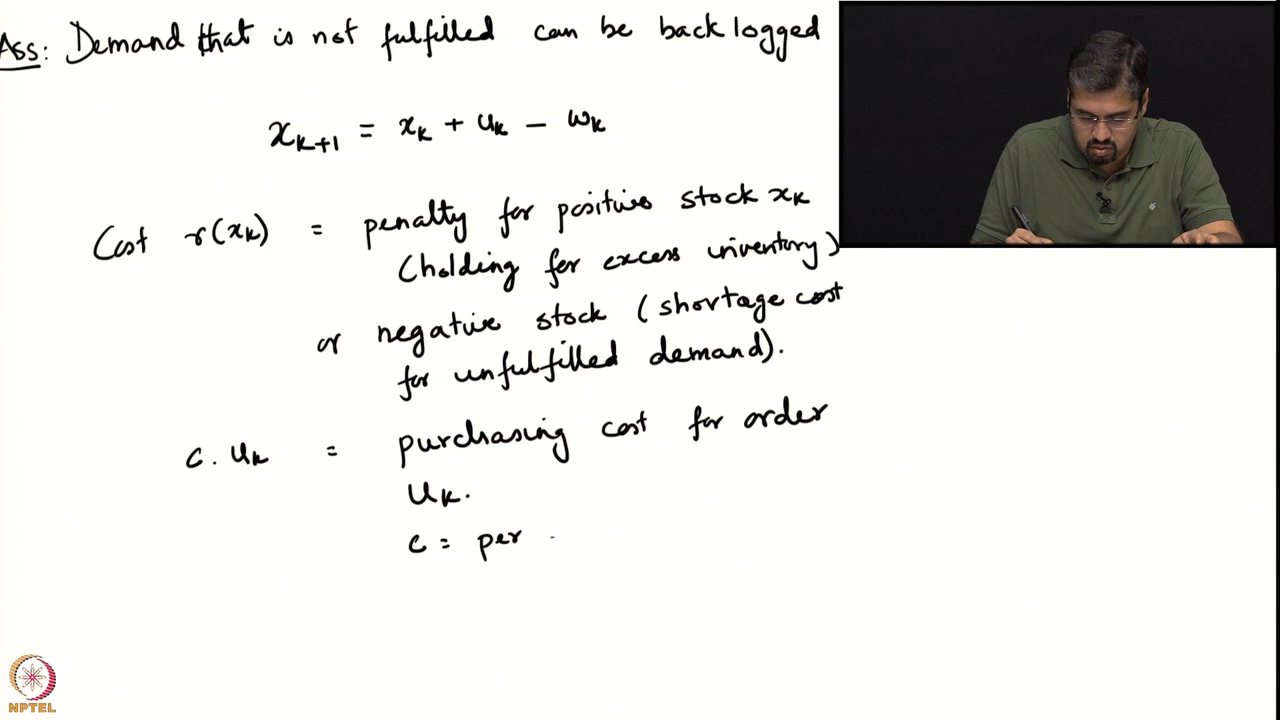 Ass: Demand that is not fulfilled can be back logged
x_{k+1} = x_k + u_k − w_k
Cost r(x_k) = penalty for positive stock x_k
(holding for excess inventory)
or negative stock (shortage cost
for unfulfilled demand).
c. u_k = purchasing cost for order
u_k.
c = per
NPTEL